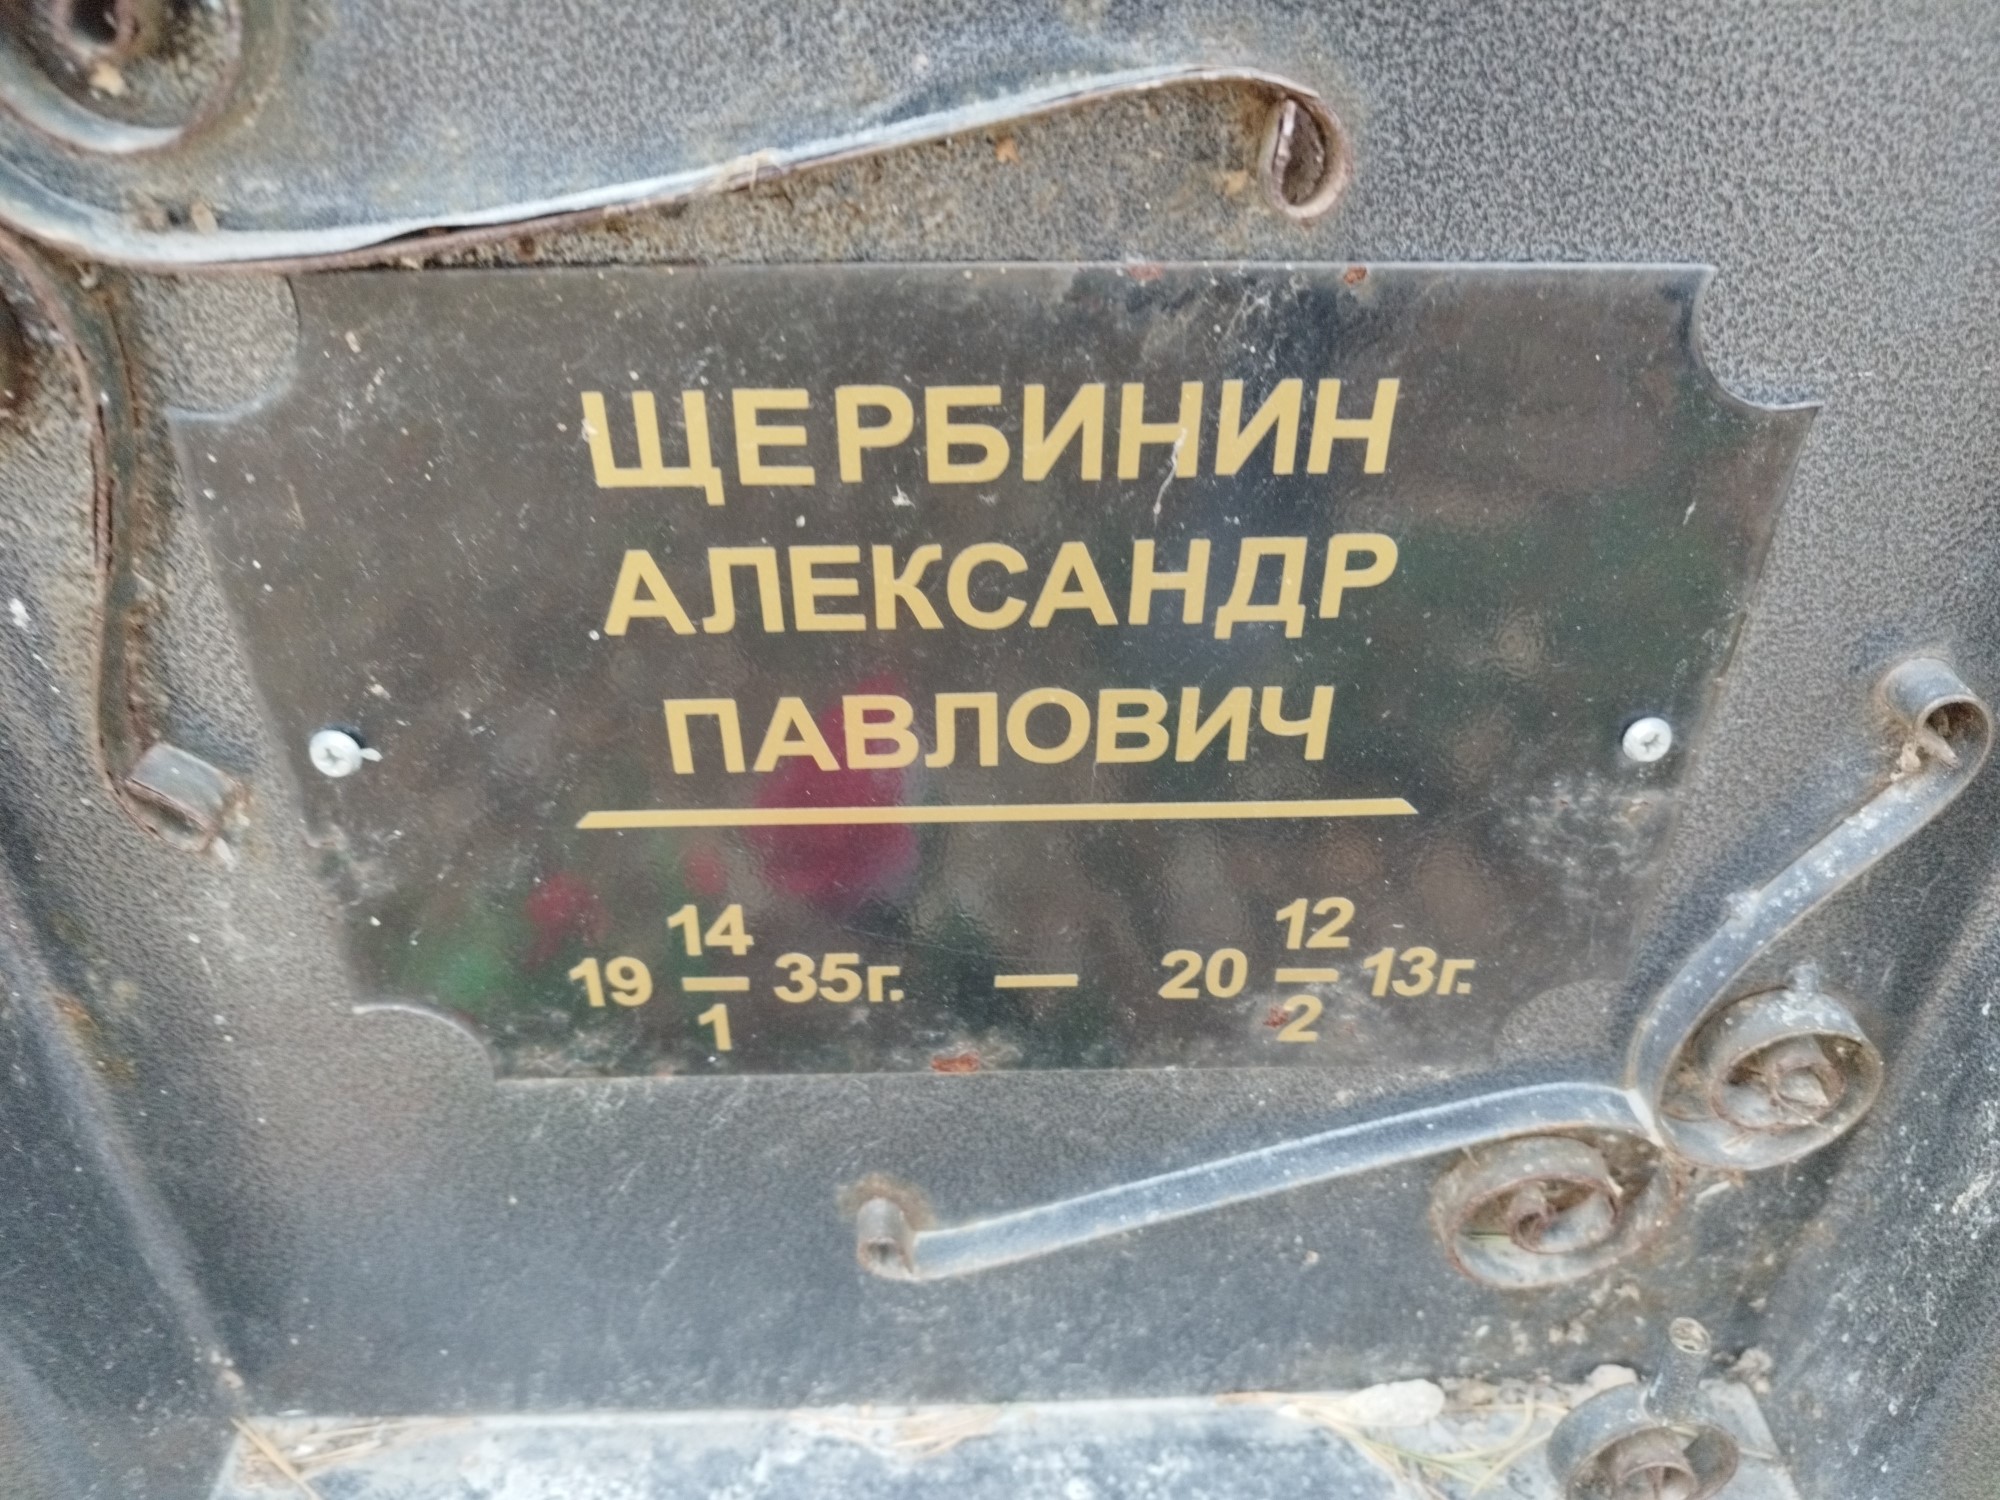 ЩЕРБИНИН
АЛЕКСАНДР
ПАВЛОВИЧ
19 14/1 35г. — 20 12/2 13г.